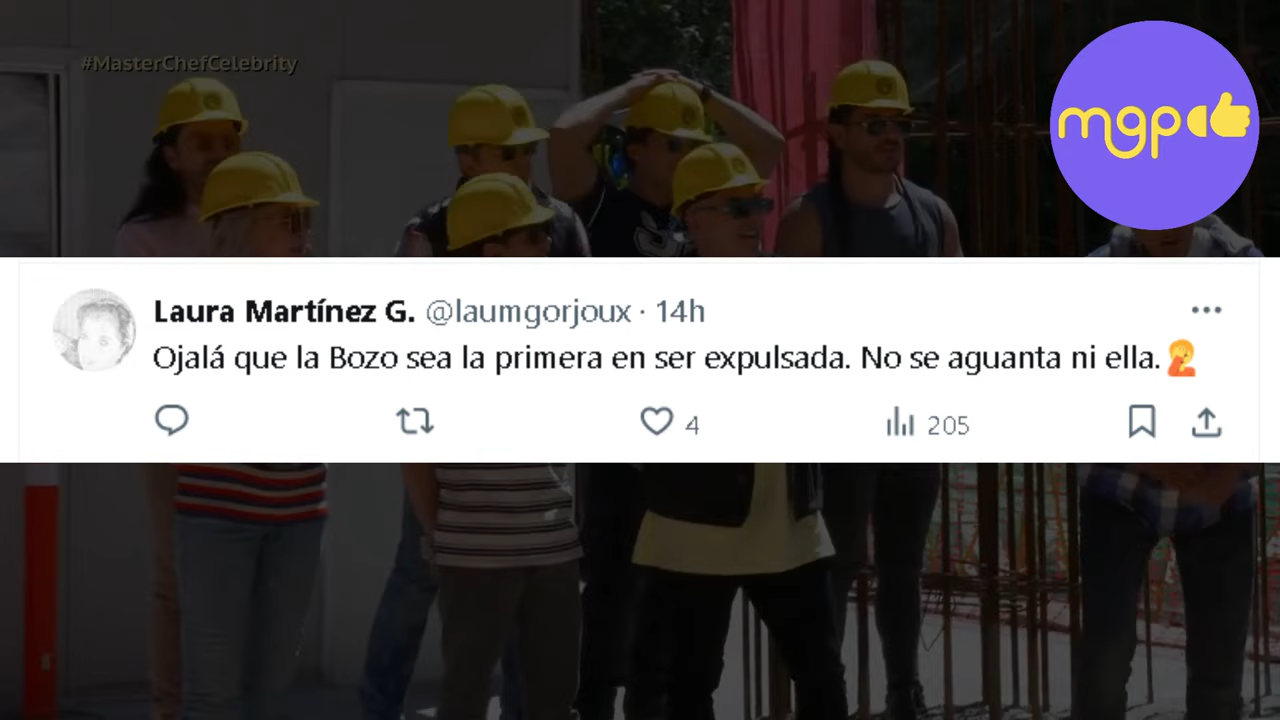 #MasterChefCelebrity
mgp
Laura Martínez G. @laumgorjoux · 14h
Ojalá que la Bozo sea la primera en ser expulsada. No se aguanta ni ella.🤦
4
205